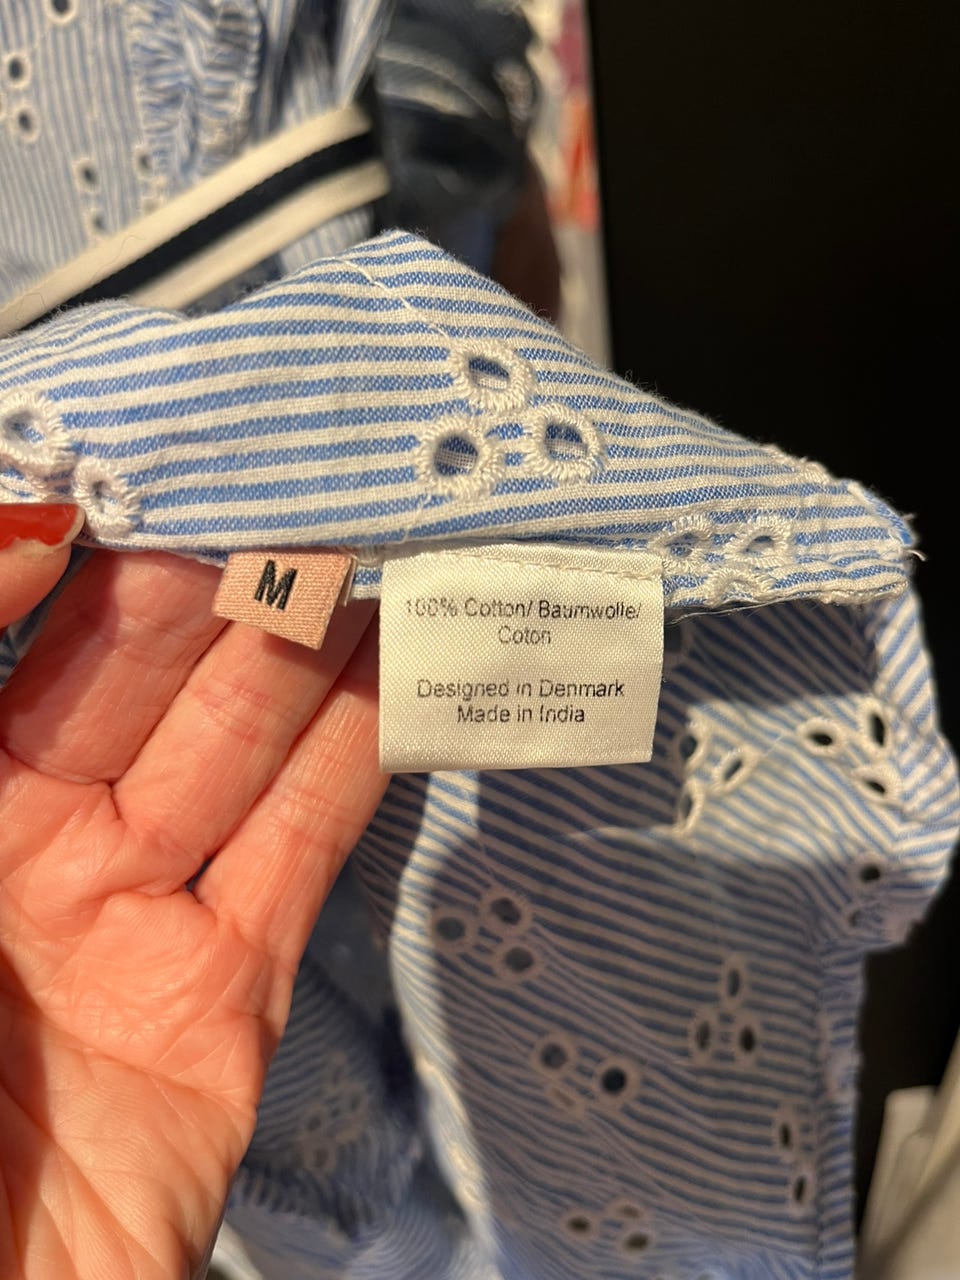 M
100% Cotton/ Baumwolle/
Coton
Designed in Denmark
Made in India